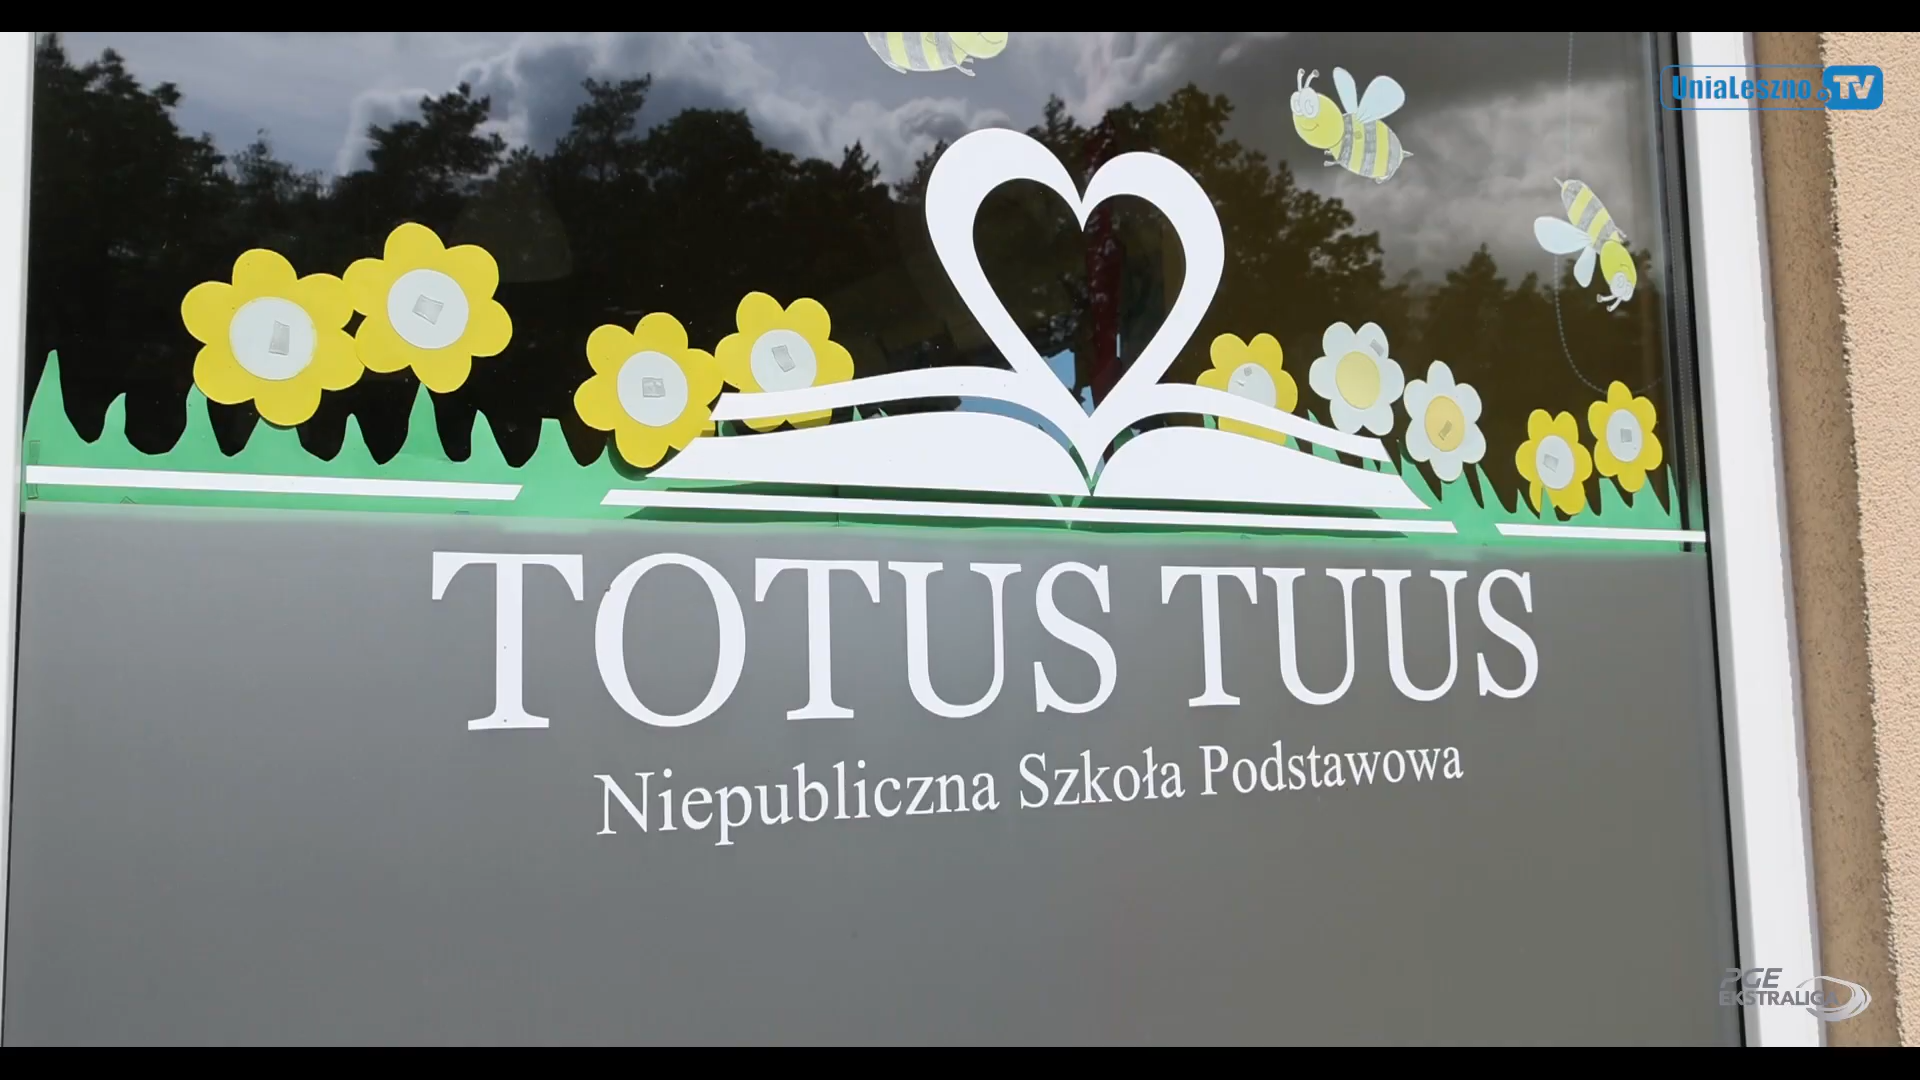 UniaLeszno.TV
TOTUS TUUS
Niepubliczna Szkoła Podstawowa
PGE
EKSTRALIGA